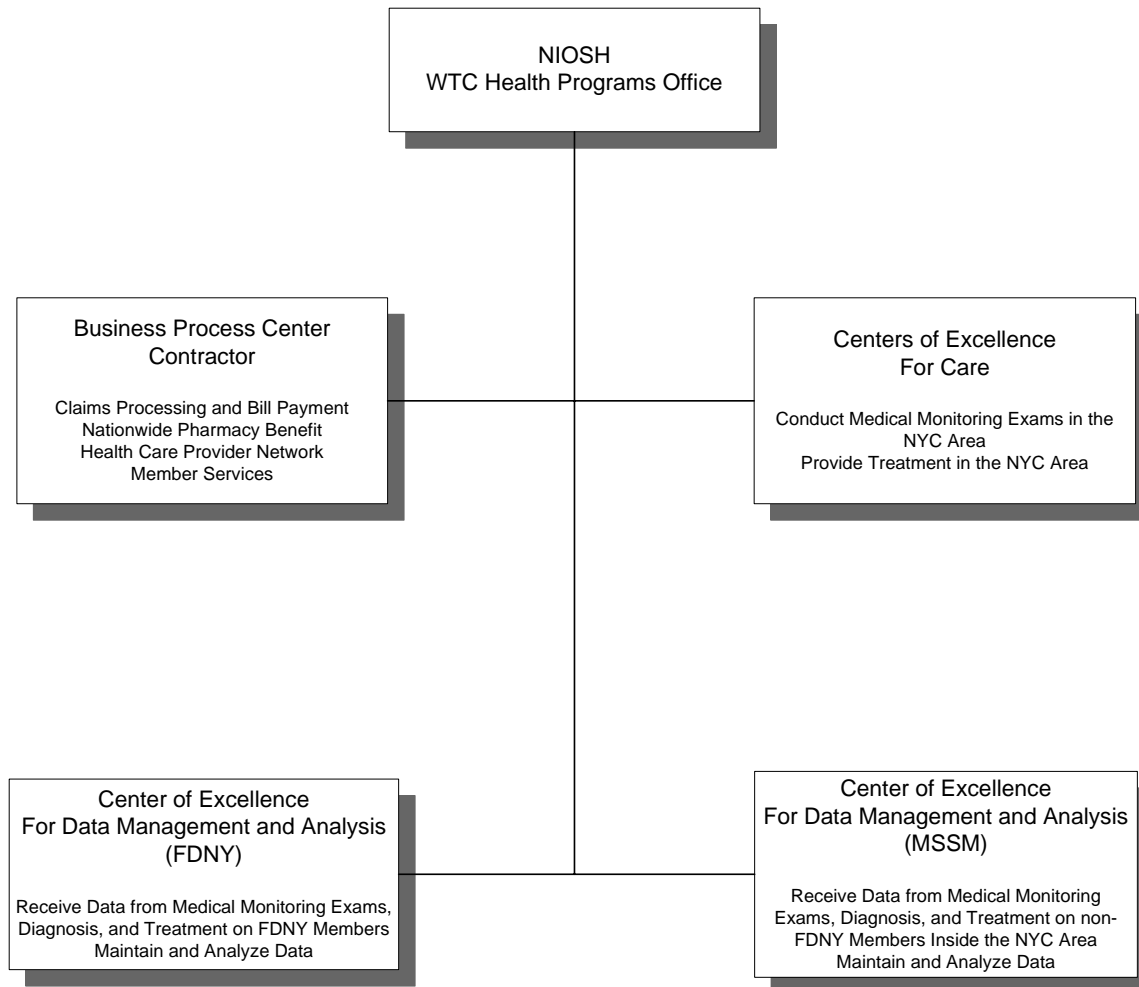 NIOSH
WTC Health Programs Office
Business Process Center
Contractor
Claims Processing and Bill Payment
Nationwide Pharmacy Benefit
Health Care Provider Network
Member Services
Centers of Excellence
For Care
Conduct Medical Monitoring Exams in the
NYC Area
Provide Treatment in the NYC Area
Center of Excellence
For Data Management and Analysis
(FDNY)
Receive Data from Medical Monitoring Exams,
Diagnosis, and Treatment on FDNY Members
Maintain and Analyze Data
Center of Excellence
For Data Management and Analysis
(MSSM)
Receive Data from Medical Monitoring
Exams, Diagnosis, and Treatment on non-
FDNY Members Inside the NYC Area
Maintain and Analyze Data